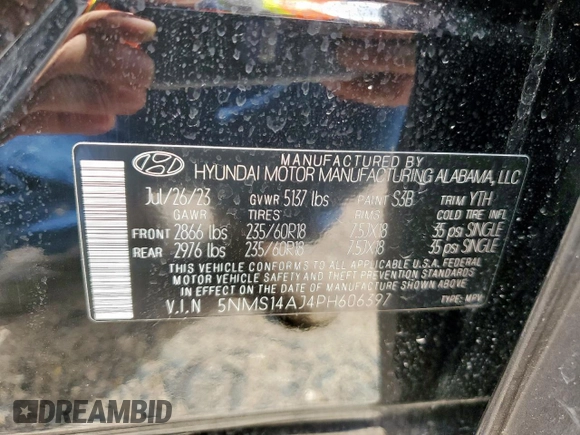 MANUFACTURED BY
HYUNDAI MOTOR MANUFACTURING ALABAMA, LLC
Jul/26/23 GVWR 5137 lbs PAINT S3B TRIM YTH
GAWR TIRES RIMS COLD TIRE INFL.
FRONT 2866 lbs 235/60R18 7.5JX18 35 psi SINGLE
REAR 2976 lbs 235/60R18 7.5JX18 35 psi SINGLE
THIS VEHICLE CONFORMS TO ALL APPLICABLE U.S.A. FEDERAL
MOTOR VEHICLE SAFETY AND THEFT PREVENTION STANDARDS
IN EFFECT ON THE DATE OF MANUFACTURE SHOWN ABOVE
V.I.N 5NMS14AJ4PH606397 TYPE: MPV
DREAMBID